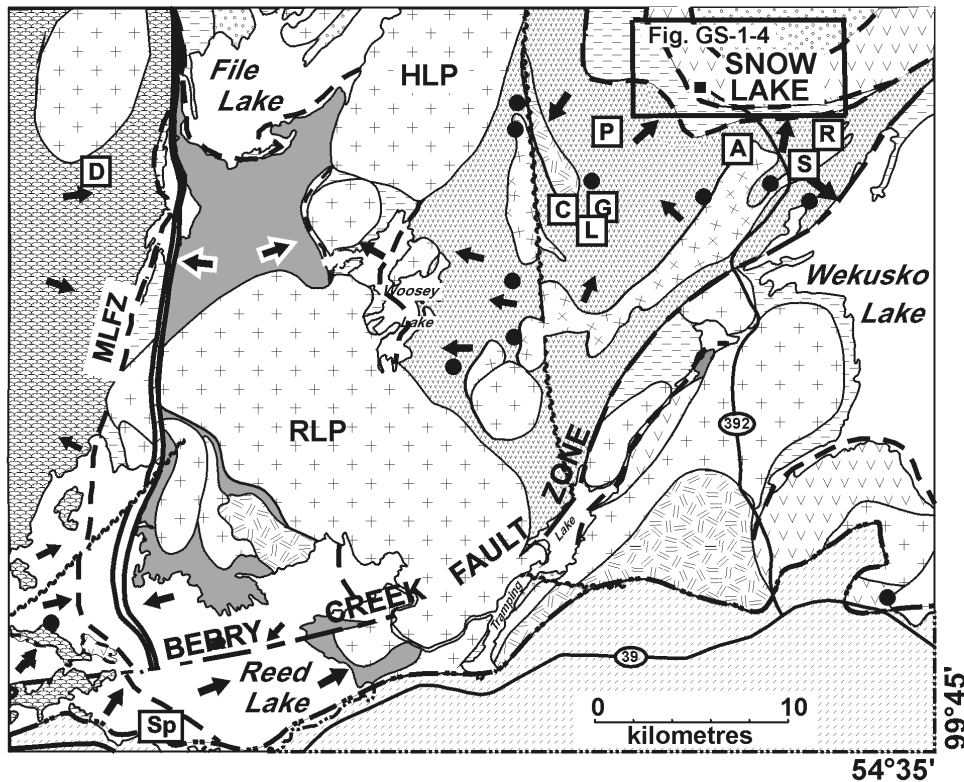 Fig. GS-1-4
SNOW
LAKE
File
Lake
HLP
P
A
R
S
D
C
G
L
Wekusko
Lake
Woosey
Lake
MLFZ
RLP
392
BERRY CREEK FAULT ZONE
Tramping
Lake
39
Reed
Lake
Sp
0 10
kilometres
99°45'
54°35'